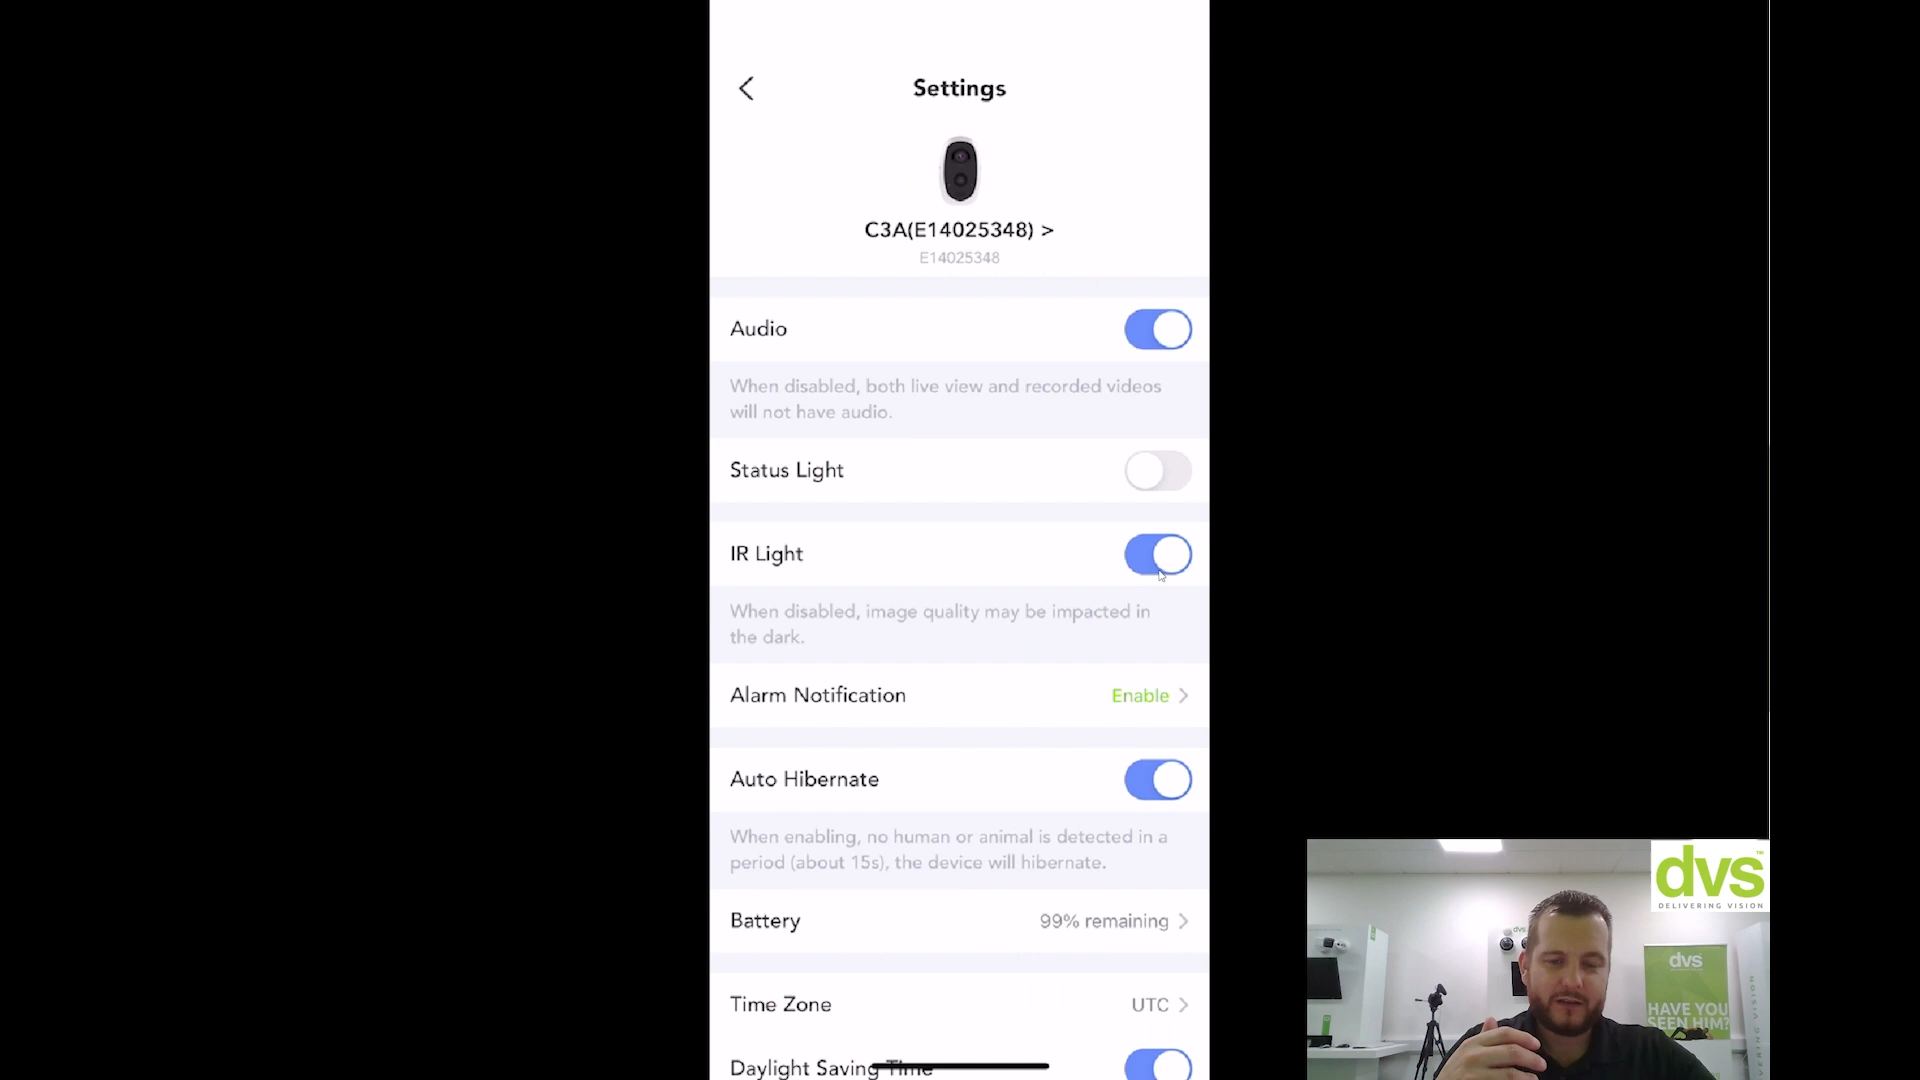 Settings
C3A(E14025348) >
E14025348
Audio
When disabled, both live view and recorded videos
will not have audio.
Status Light
IR Light
When disabled, image quality may be impacted in
the dark.
Alarm Notification
Enable
Auto Hibernate
When enabling, no human or animal is detected in a
period (about 15s), the device will hibernate.
Battery
99% remaining
Time Zone
UTC
Daylight Saving Time
dvs™
DELIVERING VISION
dvs
dvs
HAVE YOU
SEEN HIM?